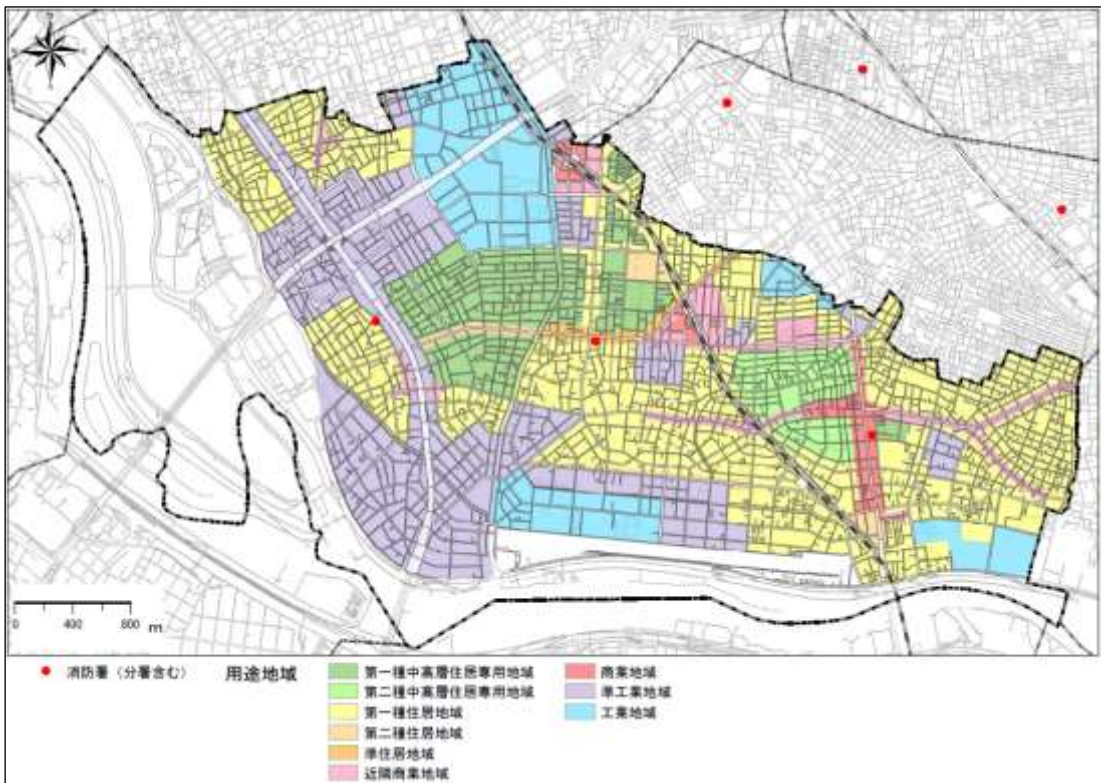 0 400 800 m
消防署（分署含む）
用途地域
第一種中高層住居専用地域
第二種中高層住居専用地域
第一種住居地域
第二種住居地域
準住居地域
近隣商業地域
商業地域
準工業地域
工業地域